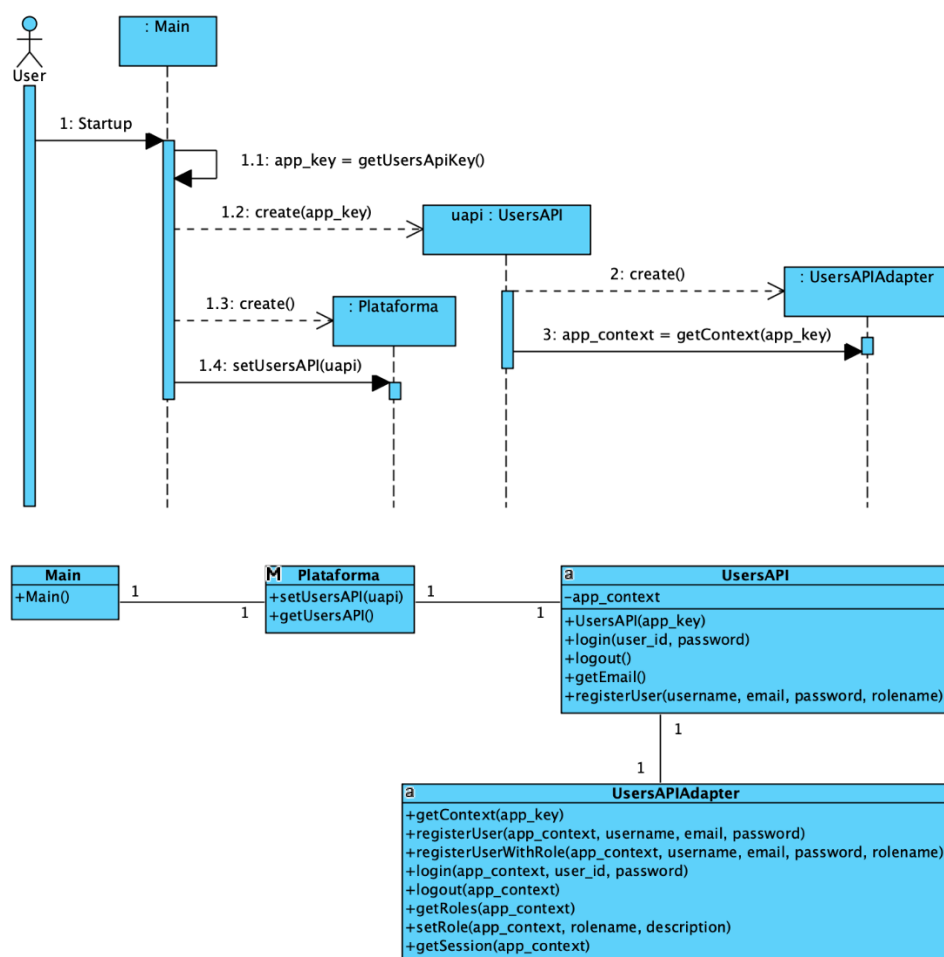 : Main
User
1: Startup
1.1: app_key = getUsersApiKey()
1.2: create(app_key)
uapi : UsersAPI
2: create()
: UsersAPIAdapter
1.3: create()
: Plataforma
3: app_context = getContext(app_key)
1.4: setUsersAPI(uapi)
Main
+Main()
1
1
M
Plataforma
+setUsersAPI(uapi)
+getUsersAPI()
1
1
a
UsersAPI
-app_context
+UsersAPI(app_key)
+login(user_id, password)
+logout()
+getEmail()
+registerUser(username, email, password, rolename)
1
1
a
UsersAPIAdapter
+getContext(app_key)
+registerUser(app_context, username, email, password)
+registerUserWithRole(app_context, username, email, password, rolename)
+login(app_context, user_id, password)
+logout(app_context)
+getRoles(app_context)
+setRole(app_context, rolename, description)
+getSession(app_context)